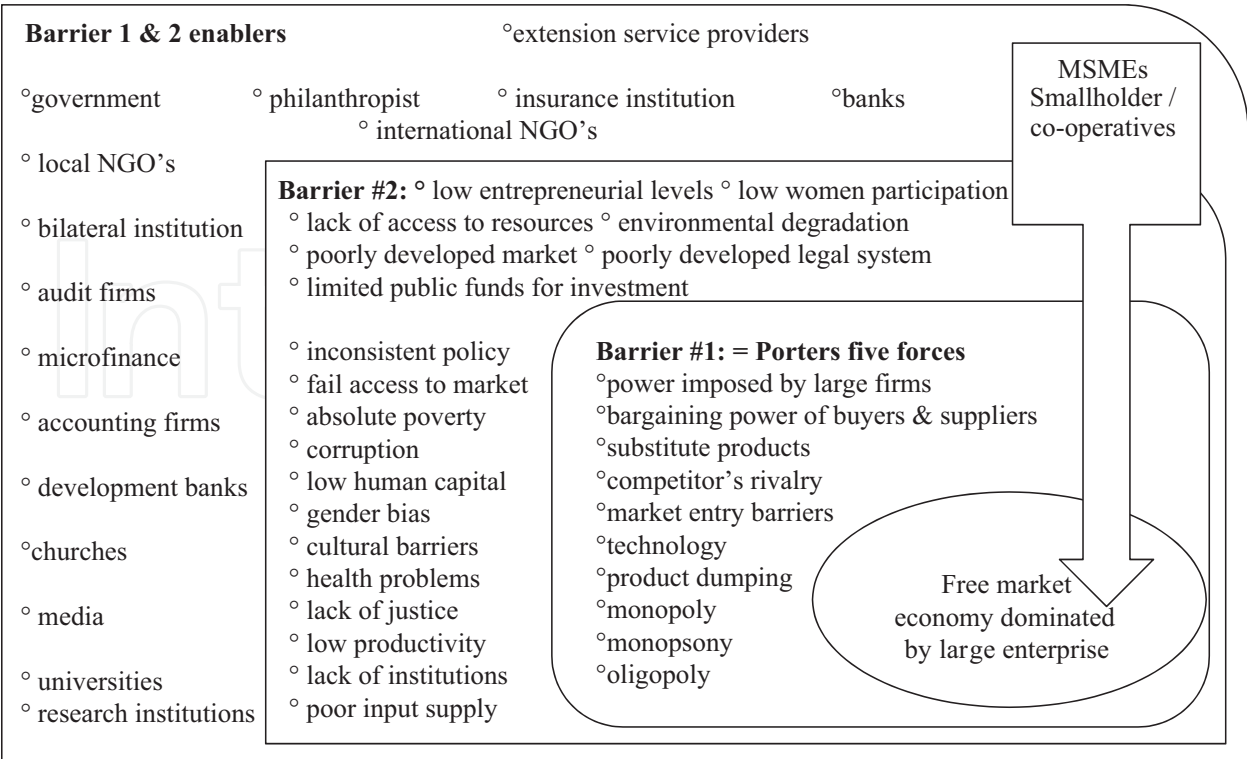 Barrier 1 & 2 enablers
°extension service providers
°government ° philanthropist ° insurance institution °banks
° international NGO's
° local NGO's
° bilateral institution
° audit firms
° microfinance
° accounting firms
° development banks
°churches
° media
° universities
° research institutions
MSMEs
Smallholder /
co-operatives
Barrier #2: ° low entrepreneurial levels ° low women participation
° lack of access to resources ° environmental degradation
° poorly developed market ° poorly developed legal system
° limited public funds for investment
° inconsistent policy
° fail access to market
° absolute poverty
° corruption
° low human capital
° gender bias
° cultural barriers
° health problems
° lack of justice
° low productivity
° lack of institutions
° poor input supply
Barrier #1: = Porters five forces
°power imposed by large firms
°bargaining power of buyers & suppliers
°substitute products
°competitor's rivalry
°market entry barriers
°technology
°product dumping
°monopoly
°monopsony
°oligopoly
Free market
economy dominated
by large enterprise